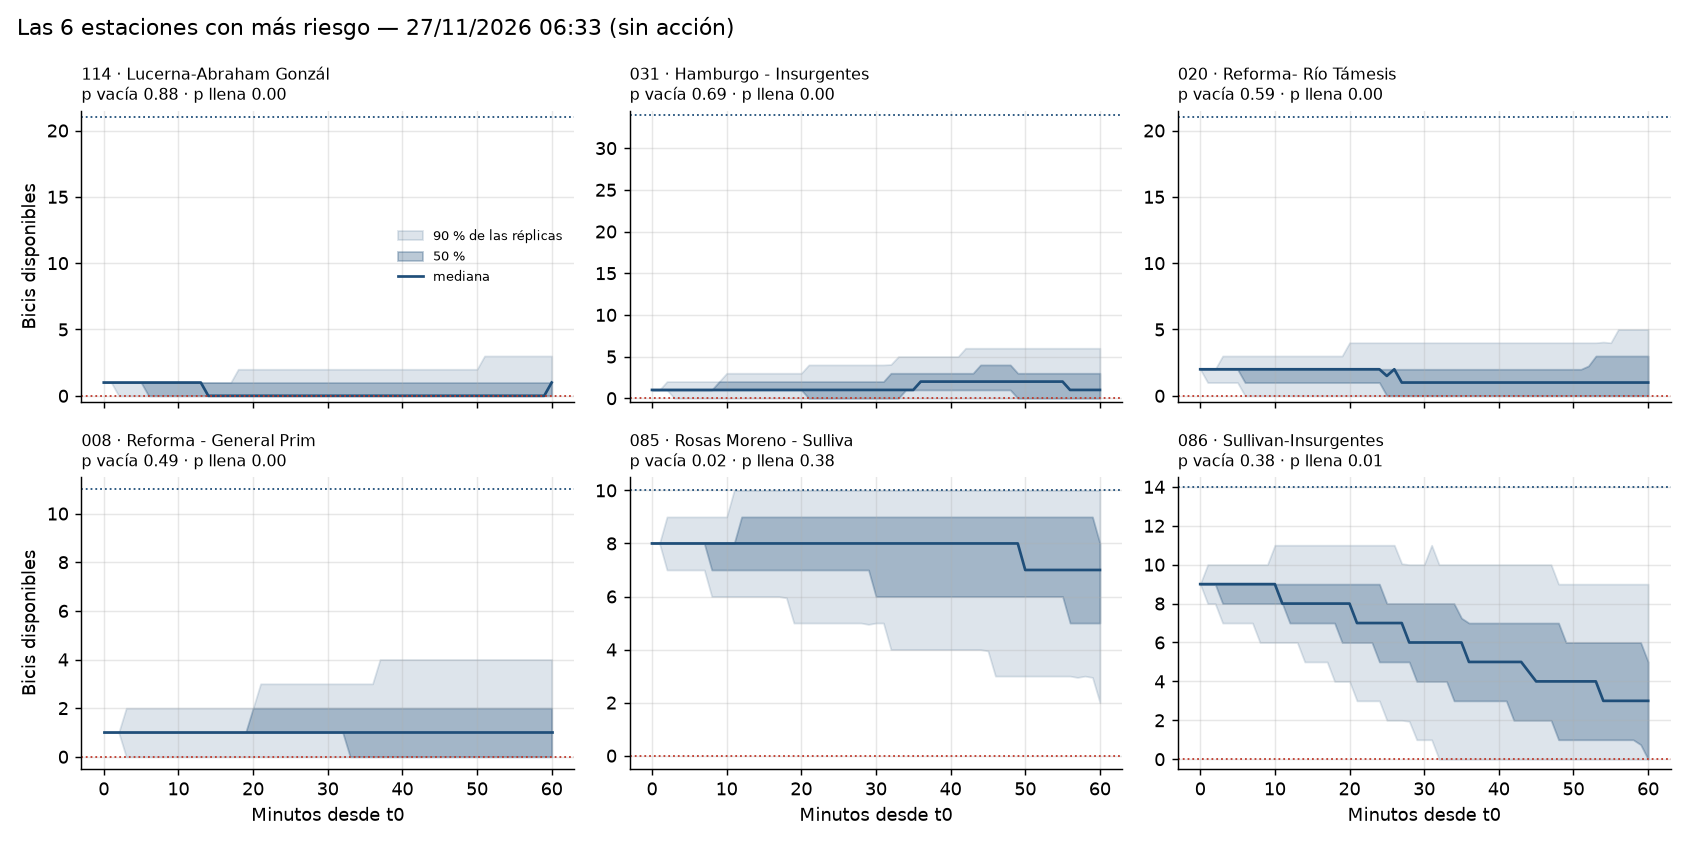 Las 6 estaciones con más riesgo — 27/11/2026 06:33 (sin acción)
114 · Lucerna-Abraham Gonzál
p vacía 0.88 · p llena 0.00
20
15
10
5
0
Bicis disponibles
90 % de las réplicas
50 %
mediana
031 · Hamburgo - Insurgentes
p vacía 0.69 · p llena 0.00
30
25
20
15
10
5
0
020 · Reforma- Río Támesis
p vacía 0.59 · p llena 0.00
20
15
10
5
0
008 · Reforma - General Prim
p vacía 0.49 · p llena 0.00
10
8
6
4
2
0
Bicis disponibles
0 10 20 30 40 50 60
Minutos desde t0
085 · Rosas Moreno - Sulliva
p vacía 0.02 · p llena 0.38
10
8
6
4
2
0
0 10 20 30 40 50 60
Minutos desde t0
086 · Sullivan-Insurgentes
p vacía 0.38 · p llena 0.01
14
12
10
8
6
4
2
0
0 10 20 30 40 50 60
Minutos desde t0